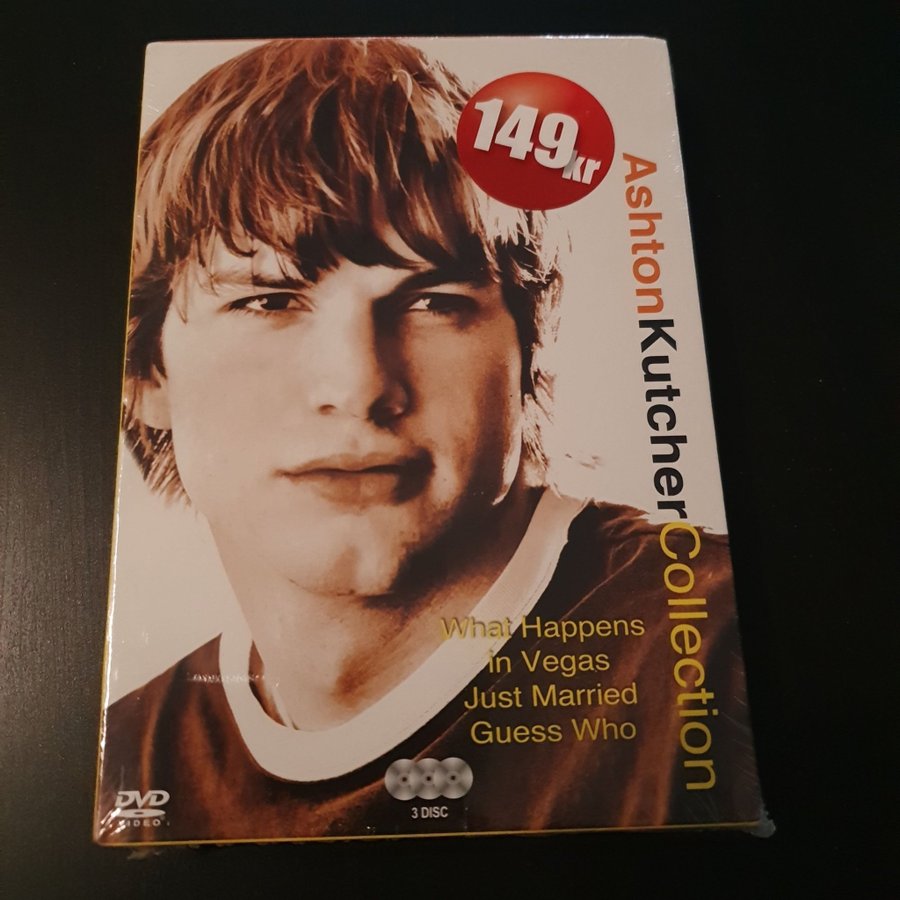 149kr
AshtonKutcherCollection
What Happens
in Vegas
Just Married
Guess Who
DVD
VIDEO
3 DISC